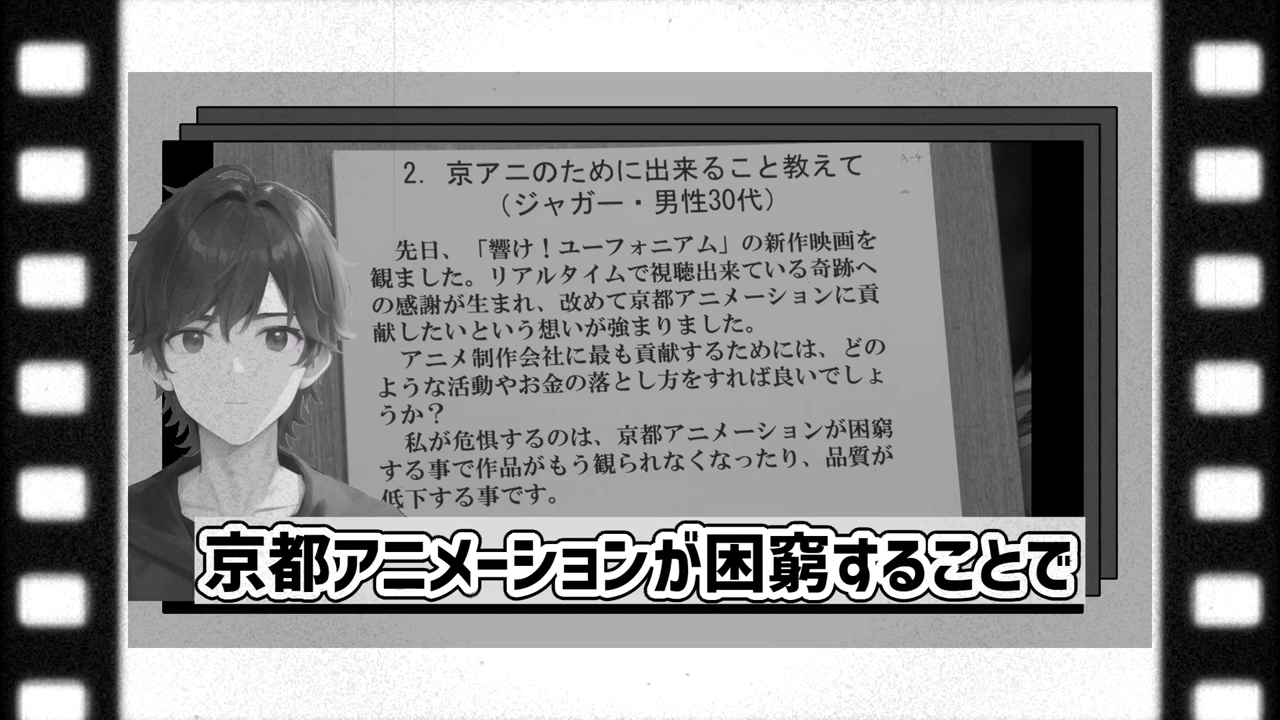 2. 京アニのために出来ること教えて
（ジャガー・男性30代）
先日、「響け！ユーフォニアム」の新作映画を
観ました。リアルタイムで視聴出来ている奇跡へ
の感謝が生まれ、改めて京都アニメーションに貢
献したいという想いが強まりました。
アニメ制作会社に最も貢献するためには、どの
ような活動やお金の落とし方をすれば良いでしょ
うか？
私が危惧するのは、京都アニメーションが困窮
する事で作品がもう観られなくなったり、品質が
低下する事です。
京都アニメーションが困窮することで